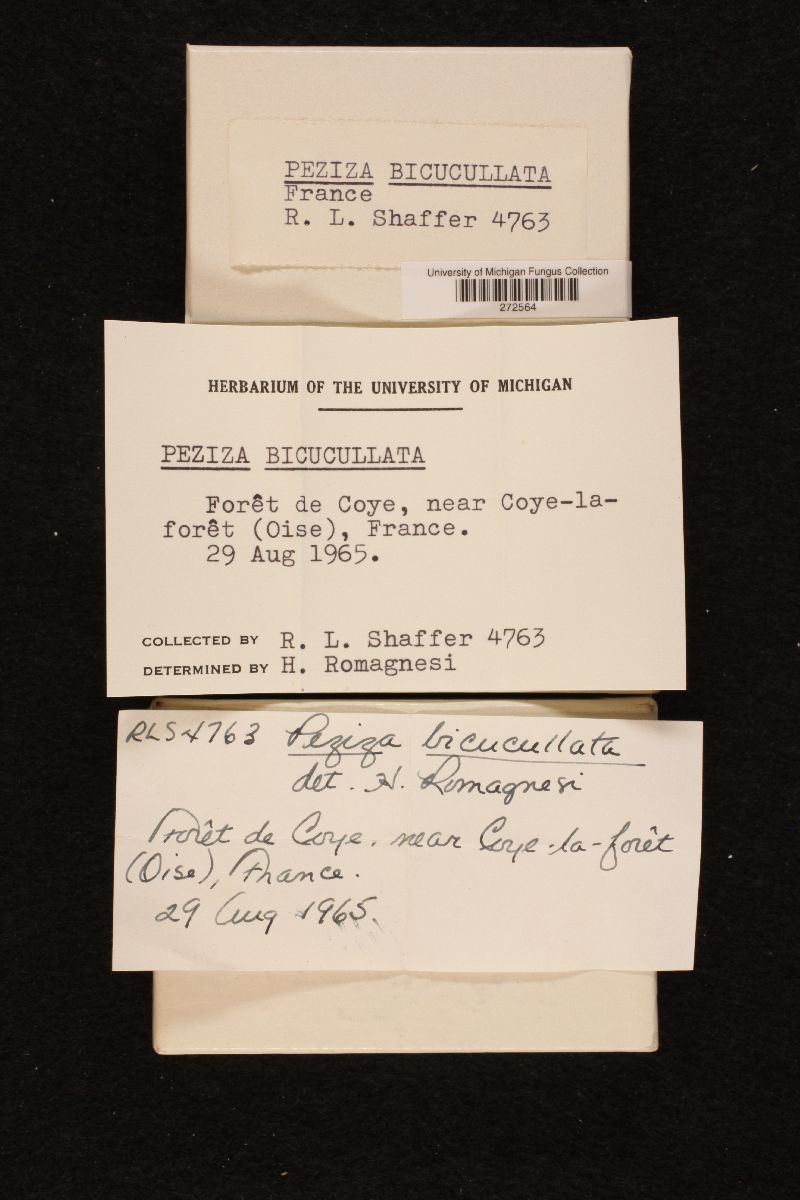 PEZIZA BICUCULLATA
France
R. L. Shaffer 4763
University of Michigan Fungus Collection
272564
HERBARIUM OF THE UNIVERSITY OF MICHIGAN
PEZIZA BICUCULLATA
Forêt de Coye, near Coye-la-
forêt (Oise), France.
29 Aug 1965.
COLLECTED BY R. L. Shaffer 4763
DETERMINED BY H. Romagnesi
RLS 4763 Peziza bicucullata
det. H. Romagnesi
Forêt de Coye, near Coye-la-forêt
(Oise), France.
29 Aug 1965.